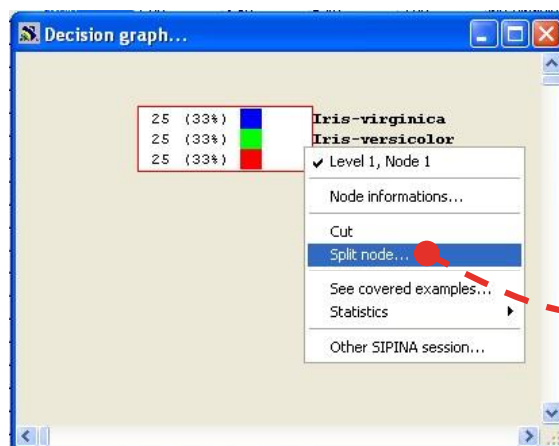 Decision graph...
25 (33%) Iris-virginica
25 (33%) Iris-versicolor
25 (33%)
Level 1, Node 1
Node informations...
Cut
Split node...
See covered examples...
Statistics
Other SIPINA session...